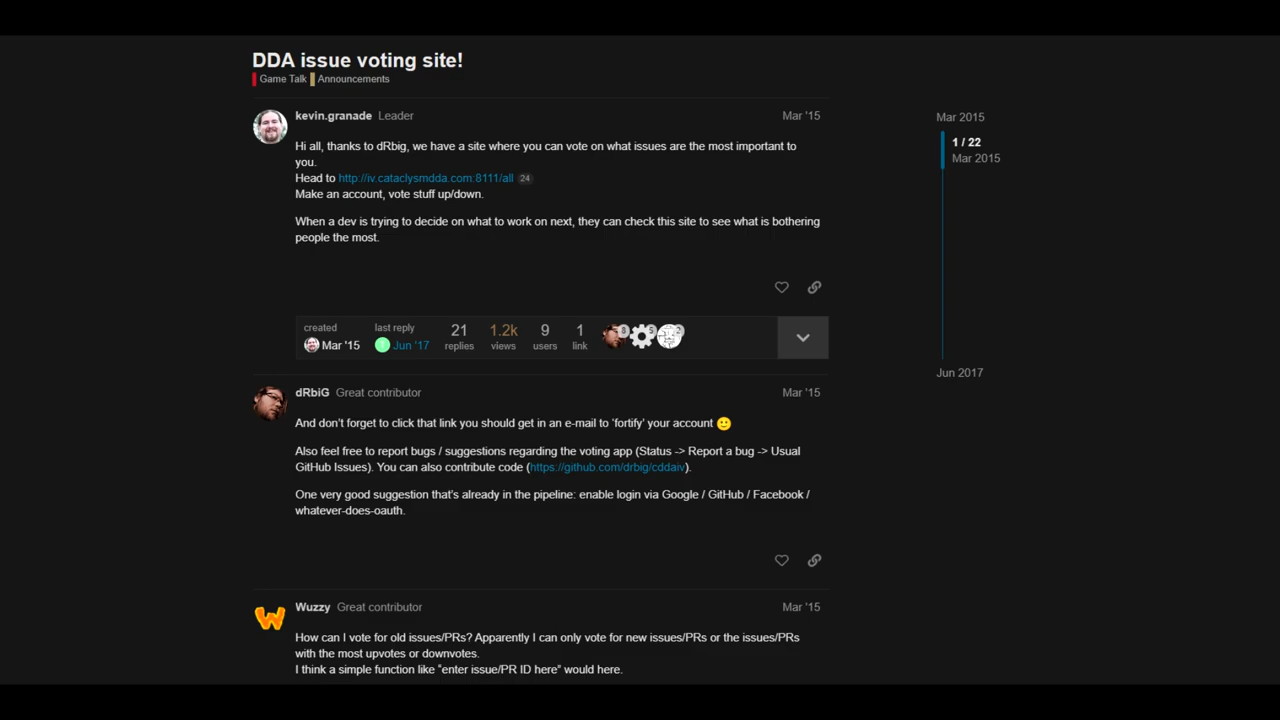 DDA issue voting site!
Game Talk Announcements
kevin.granade Leader Mar '15
Hi all, thanks to dRbig, we have a site where you can vote on what issues are the most important to
you.
Head to http://iv.cataclysmdda.com:8111/all 24
Make an account, vote stuff up/down.
When a dev is trying to decide on what to work on next, they can check this site to see what is bothering
people the most.
created last reply 21 1.2k 9 1 8 5 2
Mar '15 Jun '17 replies views users link
Mar 2015
1 / 22
Mar 2015
Jun 2017
dRbiG Great contributor Mar '15
And don’t forget to click that link you should get in an e-mail to ‘fortify’ your account
Also feel free to report bugs / suggestions regarding the voting app (Status -> Report a bug -> Usual
GitHub Issues). You can also contribute code (https://github.com/drbig/cddaiv).
One very good suggestion that’s already in the pipeline: enable login via Google / GitHub / Facebook /
whatever-does-oauth.
Wuzzy Great contributor Mar '15
How can I vote for old issues/PRs? Apparently I can only vote for new issues/PRs or the issues/PRs
with the most upvotes or downvotes.
I think a simple function like “enter issue/PR ID here” would here.